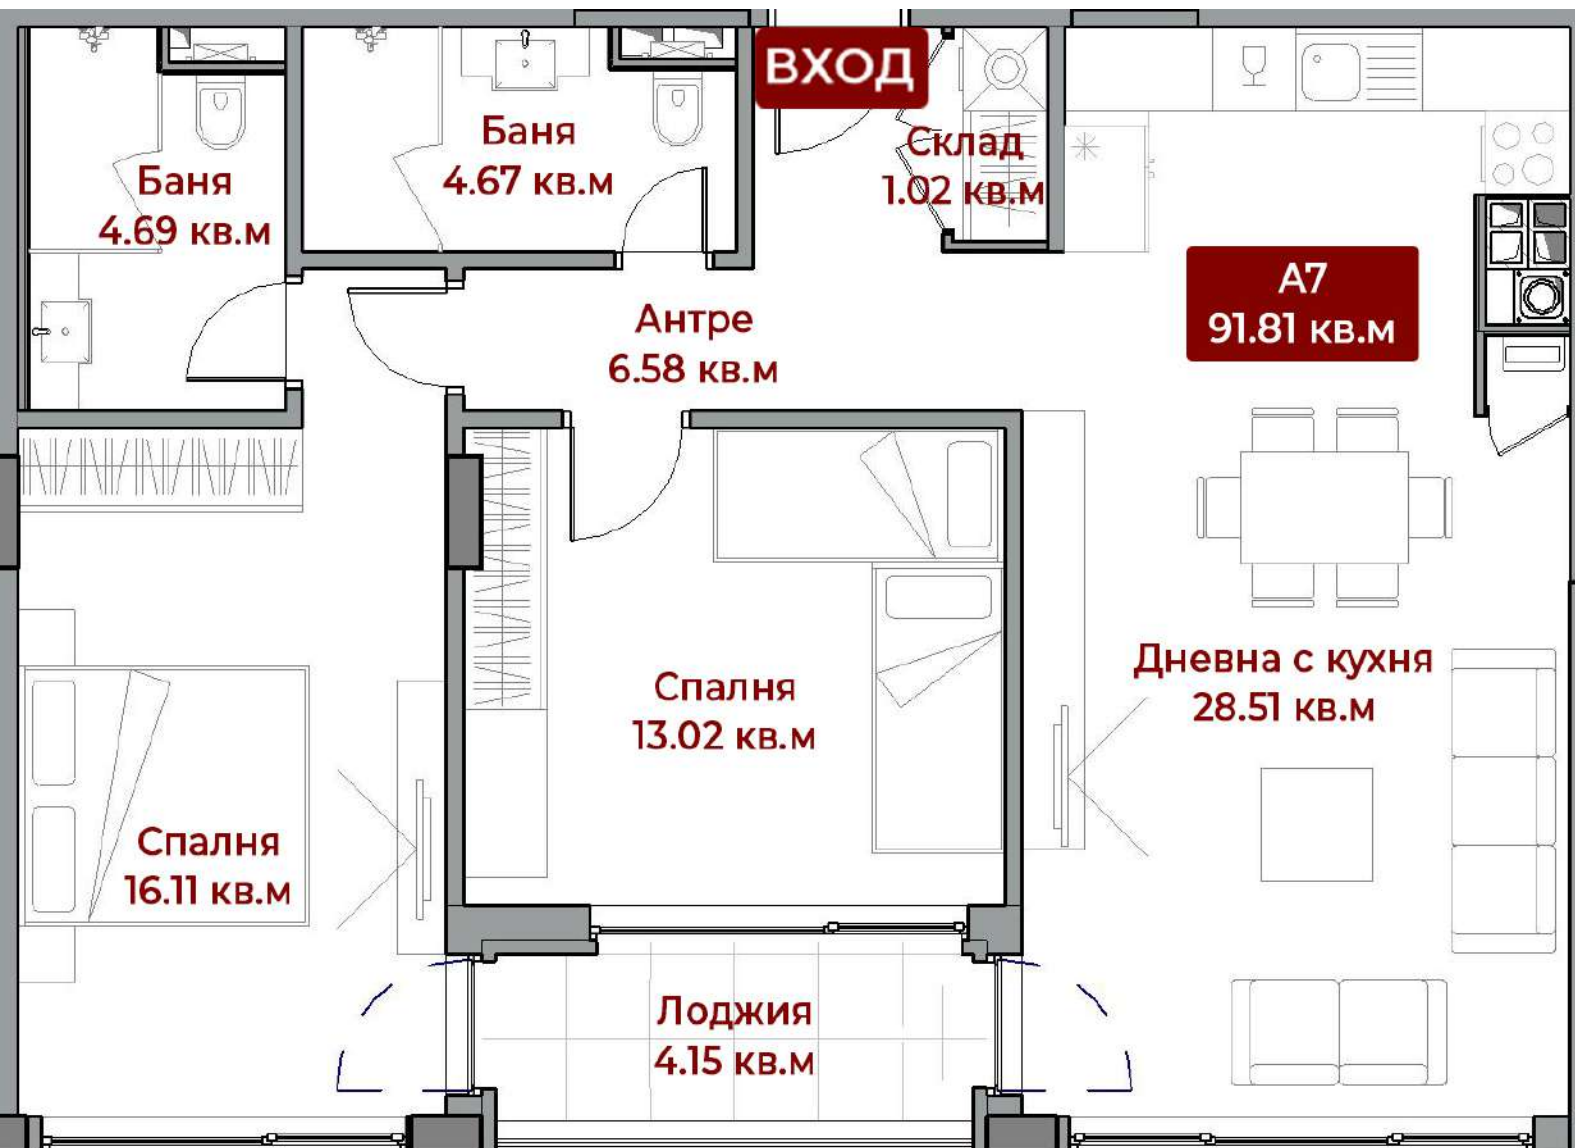 ВХОД
Баня
4.67 кв.м
Склад
1.02 кв.м
Баня
4.69 кв.м
А7
91.81 кв.м
Антре
6.58 кв.м
Дневна с кухня
28.51 кв.м
Спалня
13.02 кв.м
Спалня
16.11 кв.м
Лоджия
4.15 кв.м